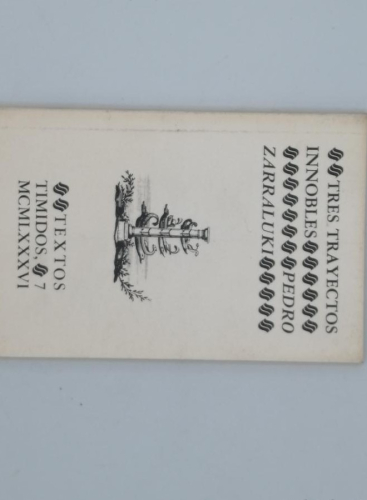 TRES TRAYECTOS
INNOBLES
PEDRO
ZARRALUKI
TEXTOS
TIMIDOS, 7
MCMLXXXVI